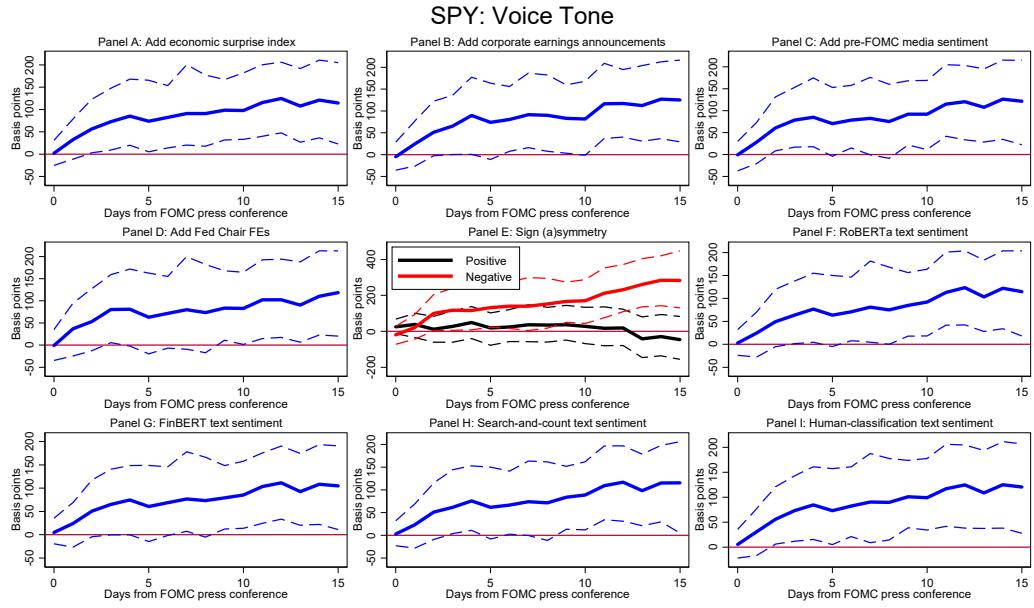 SPY: Voice Tone
Panel A: Add economic surprise index
Basis points
-50 0 50 100 150 200
0 5 10 15
Days from FOMC press conference
Panel B: Add corporate earnings announcements
Basis points
-50 0 50 100 150 200
0 5 10 15
Days from FOMC press conference
Panel C: Add pre-FOMC media sentiment
Basis points
-50 0 50 100 150 200
0 5 10 15
Days from FOMC press conference
Panel D: Add Fed Chair FEs
Basis points
-50 0 50 100 150 200
0 5 10 15
Days from FOMC press conference
Panel E: Sign (a)symmetry
Positive
Negative
Basis points
-200 0 200 400
0 5 10 15
Days from FOMC press conference
Panel F: RoBERTa text sentiment
Basis points
-50 0 50 100 150 200
0 5 10 15
Days from FOMC press conference
Panel G: FinBERT text sentiment
Basis points
-50 0 50 100 150 200
0 5 10 15
Days from FOMC press conference
Panel H: Search-and-count text sentiment
Basis points
-50 0 50 100 150 200
0 5 10 15
Days from FOMC press conference
Panel I: Human-classification text sentiment
Basis points
0 50 100 150 200
0 5 10 15
Days from FOMC press conference